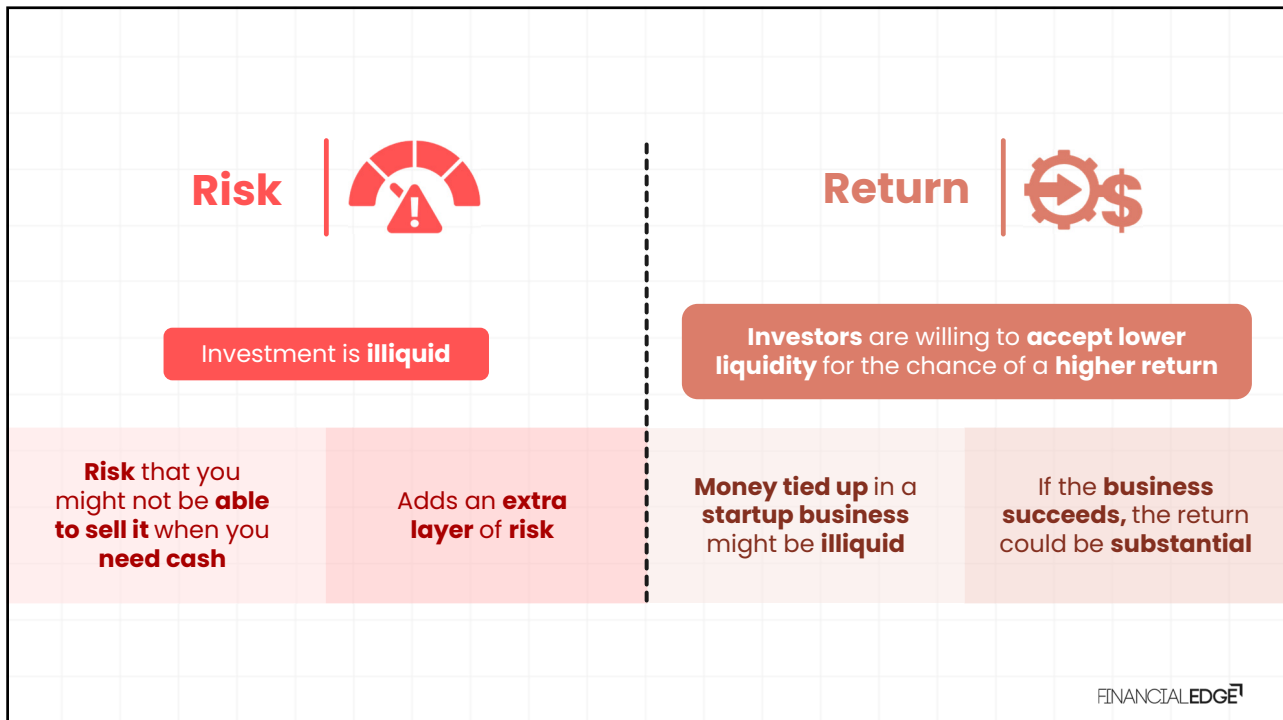 Risk
Return
Investment is illiquid
Investors are willing to accept lower
liquidity for the chance of a higher return
Risk that you
might not be able
to sell it when you
need cash
Adds an extra
layer of risk
Money tied up in a
startup business
might be illiquid
If the business
succeeds, the return
could be substantial
FINANCIALEDGE